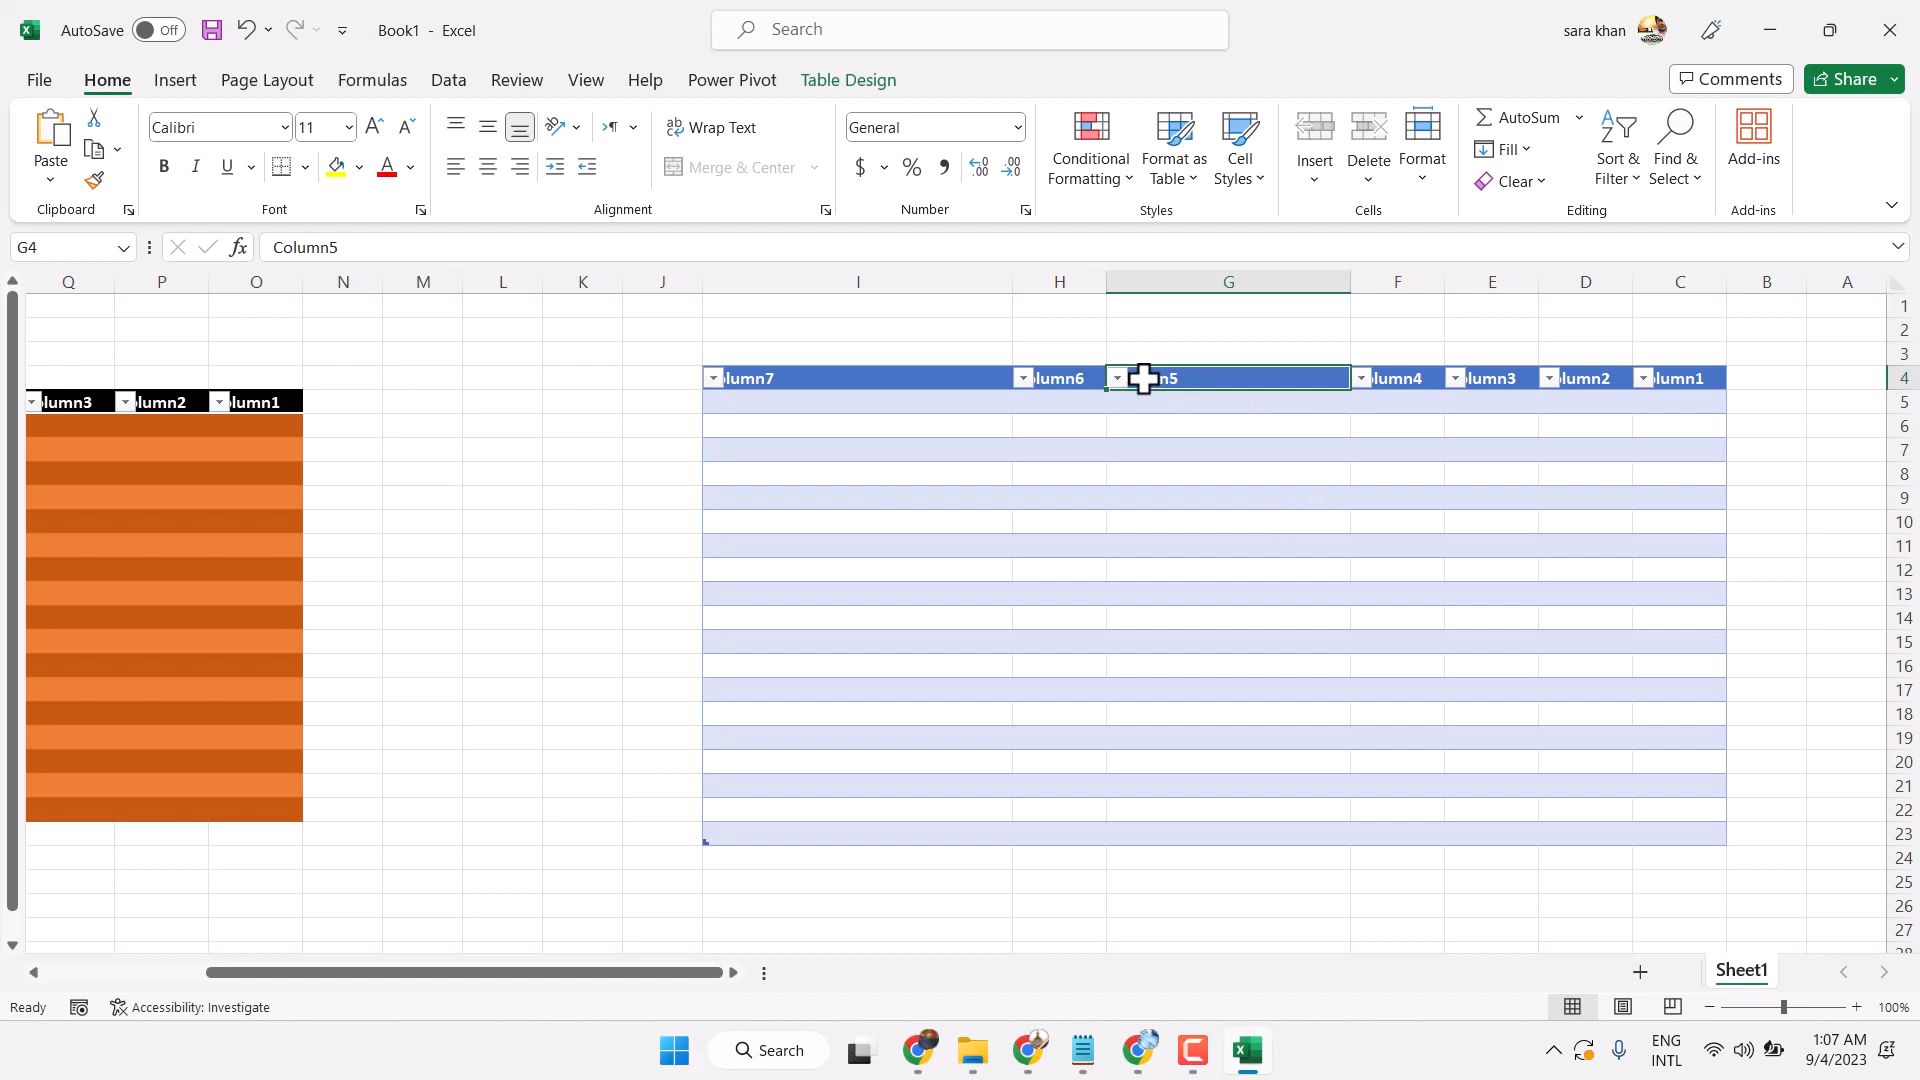 AutoSave Off Book1 - Excel Search sara khan
File Home Insert Page Layout Formulas Data Review View Help Power Pivot Table Design Comments Share
Paste Calibri 11 Wrap Text General Conditional Formatting Format as Table Cell Styles Insert Delete Format AutoSum Fill Clear Sort & Filter Find & Select Add-ins
B I U A Merge & Center $ % ,
Clipboard Font Alignment Number Styles Cells Editing Add-ins
G4 fx Column5
Q P O N M L K J I H G F E D C B A
1
2
3
lumn7 lumn6 n5 lumn4 lumn3 lumn2 lumn1 4
lumn3 lumn2 lumn1 5
6
7
8
9
10
11
12
13
14
15
16
17
18
19
20
21
22
23
24
25
26
27
Sheet1
Ready Accessibility: Investigate 100%
Search ENG INTL 1:07 AM 9/4/2023